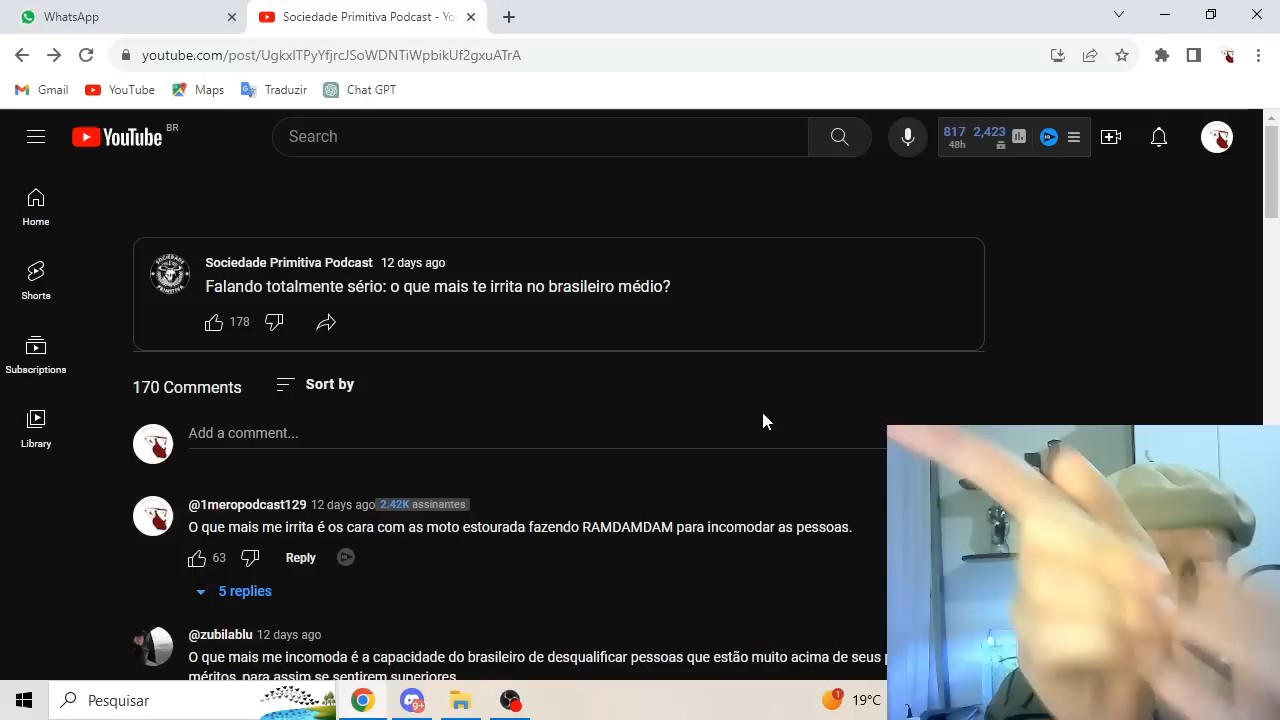 WhatsApp
Sociedade Primitiva Podcast - Yo
youtube.com/post/UgkxITPyYfjrcJSoWDNTiWpbikUf2gxuATrA
Gmail
YouTube
Maps
Traduzir
Chat GPT
YouTube BR
Search
817 2,423
48h
Home
Shorts
Subscriptions
Library
Sociedade Primitiva Podcast 12 days ago
Falando totalmente sério: o que mais te irrita no brasileiro médio?
178
170 Comments
Sort by
Add a comment...
@1meropodcast129 12 days ago 2.42K assinantes
O que mais me irrita é os cara com as moto estourada fazendo RAMDAMDAM para incomodar as pessoas.
63
Reply
5 replies
@zubilablu 12 days ago
O que mais me incomoda é a capacidade do brasileiro de desqualificar pessoas que estão muito acima de seus
méritos, para assim se sentirem superiores
Pesquisar
9+
1
19°C